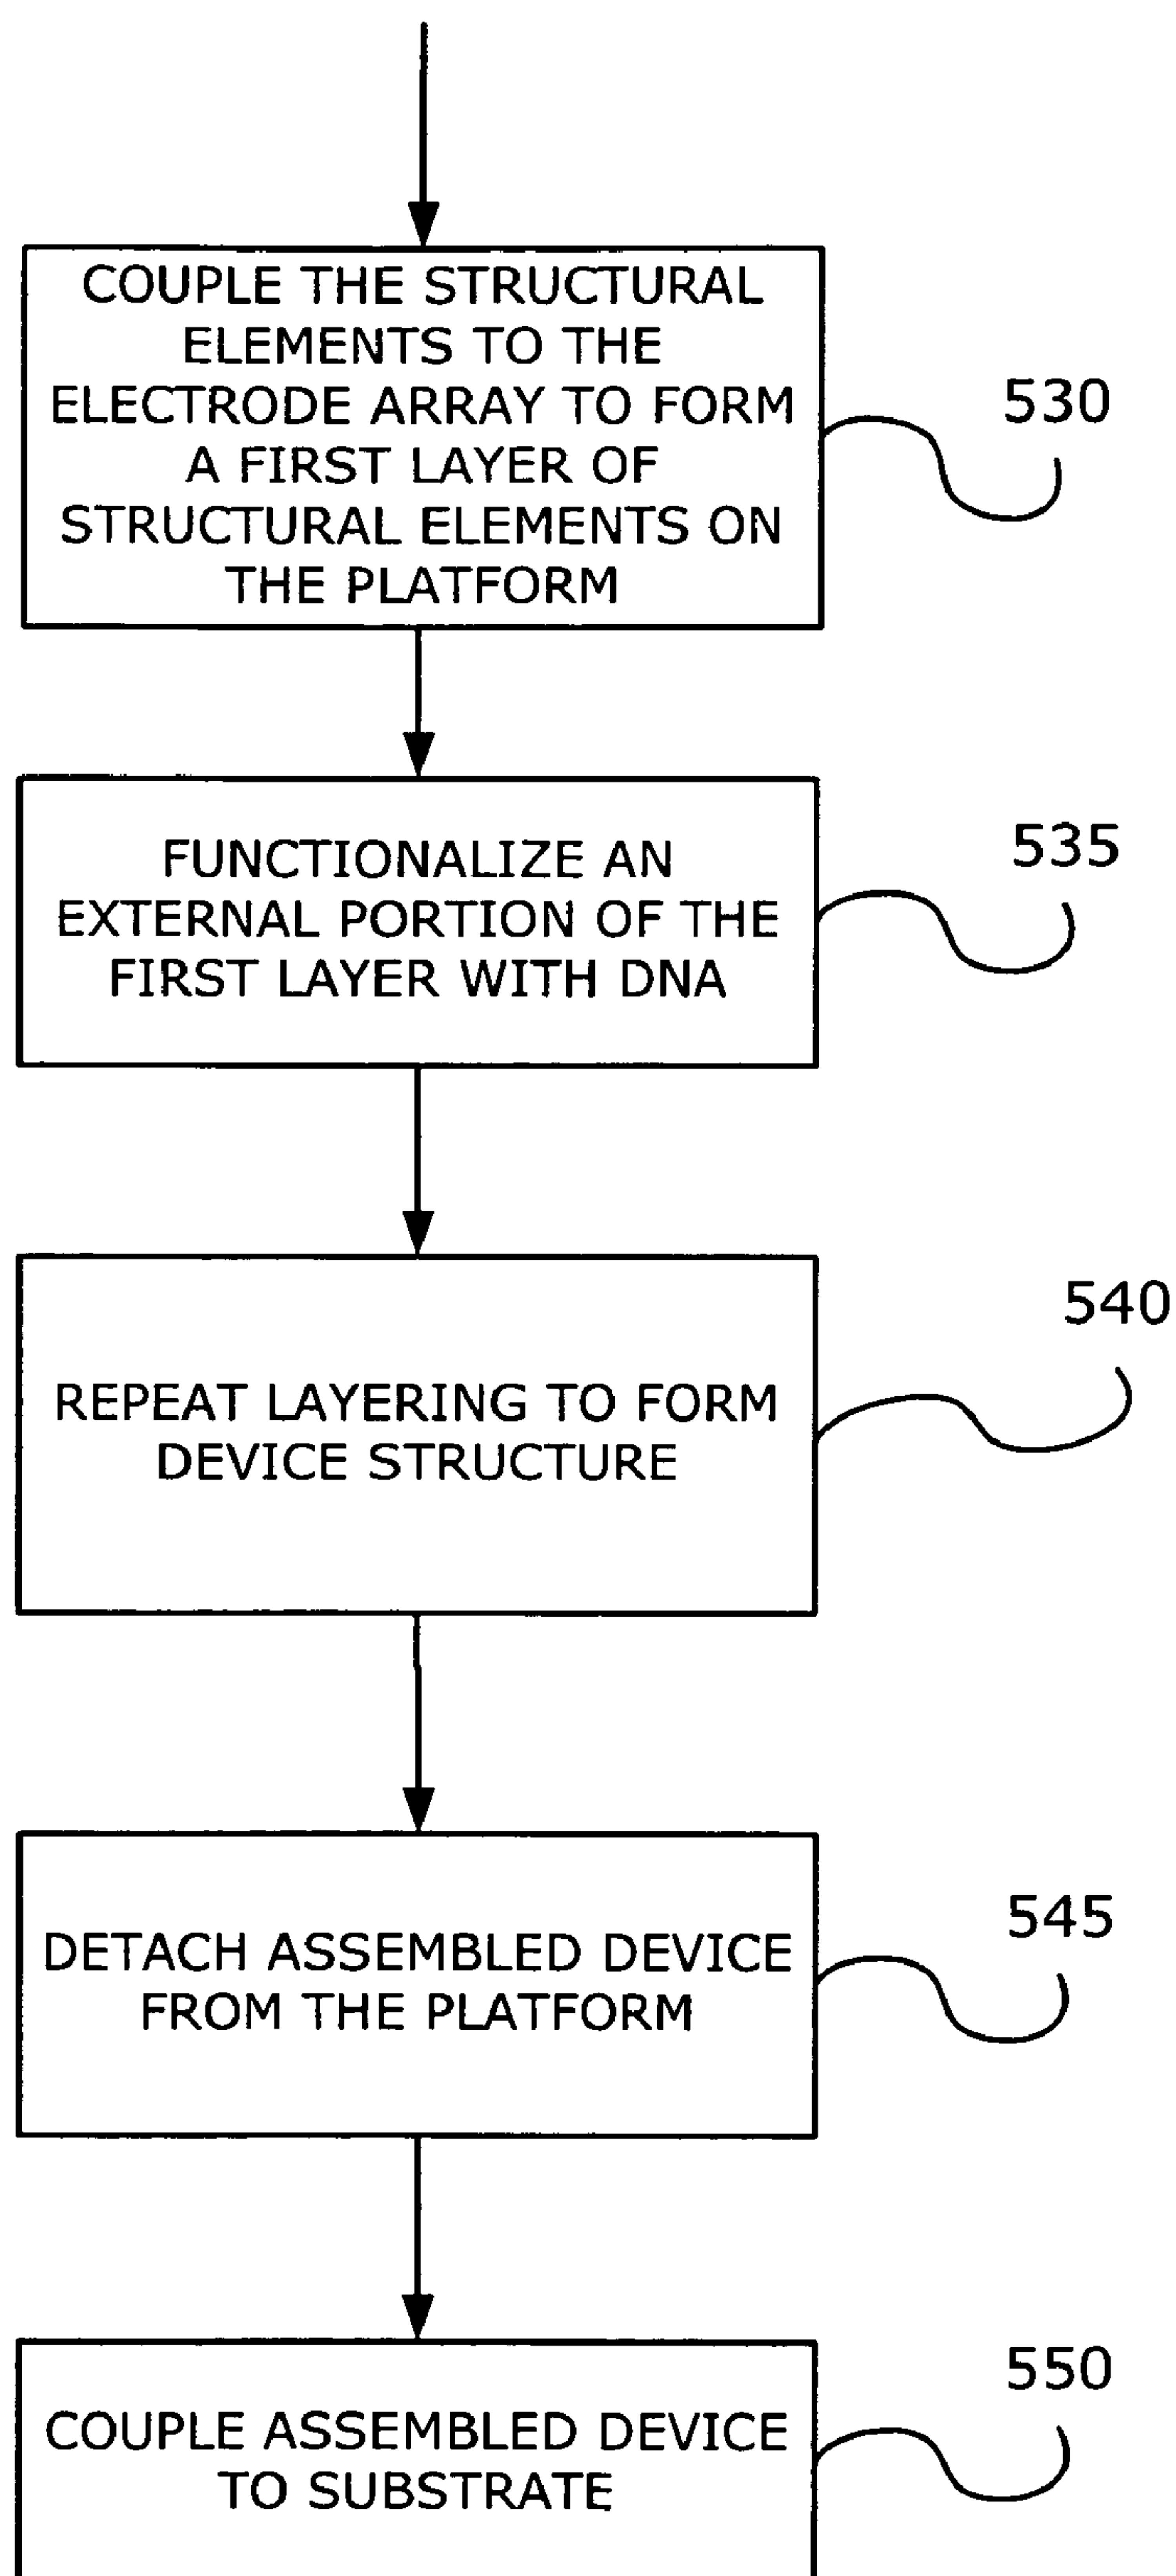 COUPLE THE STRUCTURAL
ELEMENTS TO THE
ELECTRODE ARRAY TO FORM
A FIRST LAYER OF
STRUCTURAL ELEMENTS ON
THE PLATFORM
530
FUNCTIONALIZE AN
EXTERNAL PORTION OF THE
FIRST LAYER WITH DNA
535
REPEAT LAYERING TO FORM
DEVICE STRUCTURE
540
DETACH ASSEMBLED DEVICE
FROM THE PLATFORM
545
COUPLE ASSEMBLED DEVICE
TO SUBSTRATE
550